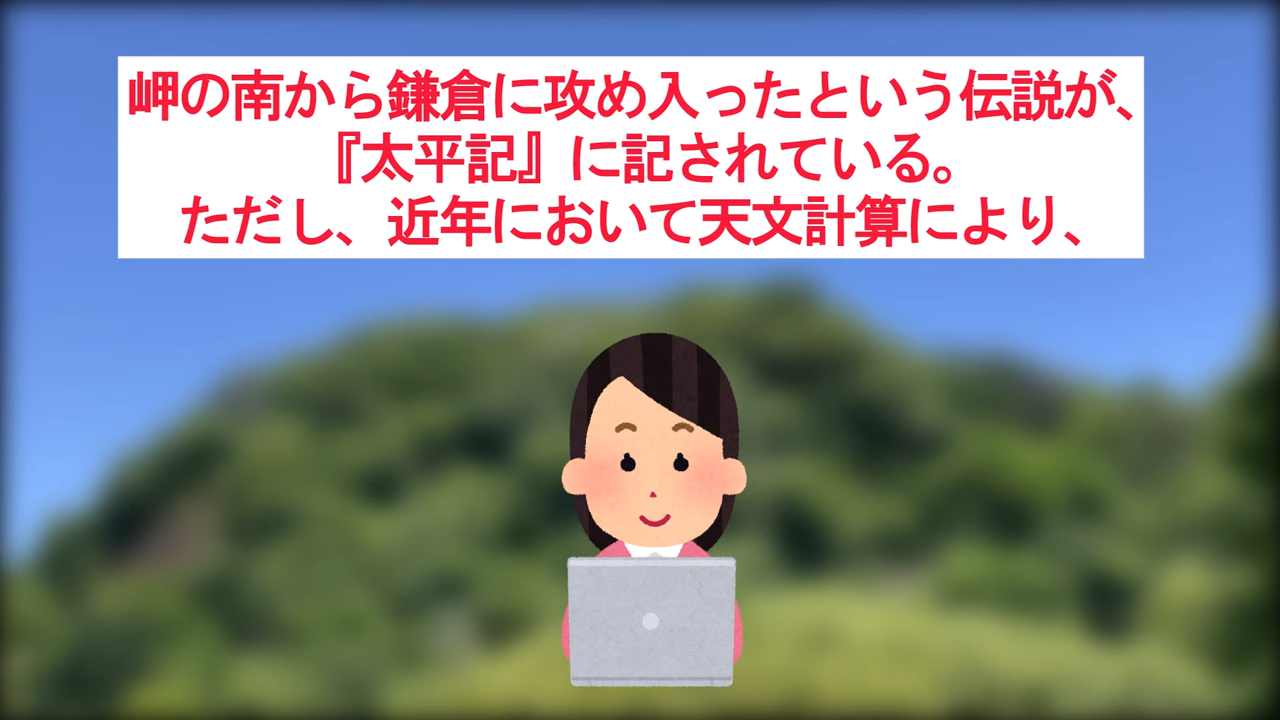 岬の南から鎌倉に攻め入ったという伝説が、
『太平記』に記されている。
ただし、近年において天文計算により、